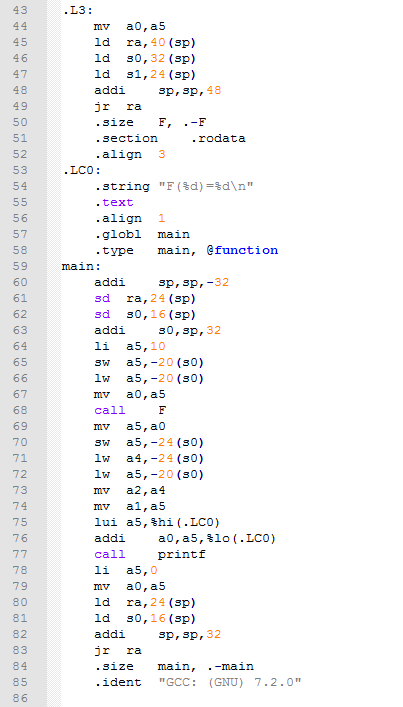 43 .L3:
44 mv a0,a5
45 ld ra,40(sp)
46 ld s0,32(sp)
47 ld s1,24(sp)
48 addi sp,sp,48
49 jr ra
50 .size F, .-F
51 .section .rodata
52 .align 3
53 .LC0:
54 .string "F(%d)=%d\n"
55 .text
56 .align 1
57 .globl main
58 .type main, @function
59 main:
60 addi sp,sp,-32
61 sd ra,24(sp)
62 sd s0,16(sp)
63 addi s0,sp,32
64 li a5,10
65 sw a5,-20(s0)
66 lw a5,-20(s0)
67 mv a0,a5
68 call F
69 mv a5,a0
70 sw a5,-24(s0)
71 lw a4,-24(s0)
72 lw a5,-20(s0)
73 mv a2,a4
74 mv a1,a5
75 lui a5,%hi(.LC0)
76 addi a0,a5,%lo(.LC0)
77 call printf
78 li a5,0
79 mv a0,a5
80 ld ra,24(sp)
81 ld s0,16(sp)
82 addi sp,sp,32
83 jr ra
84 .size main, .-main
85 .ident "GCC: (GNU) 7.2.0"
86